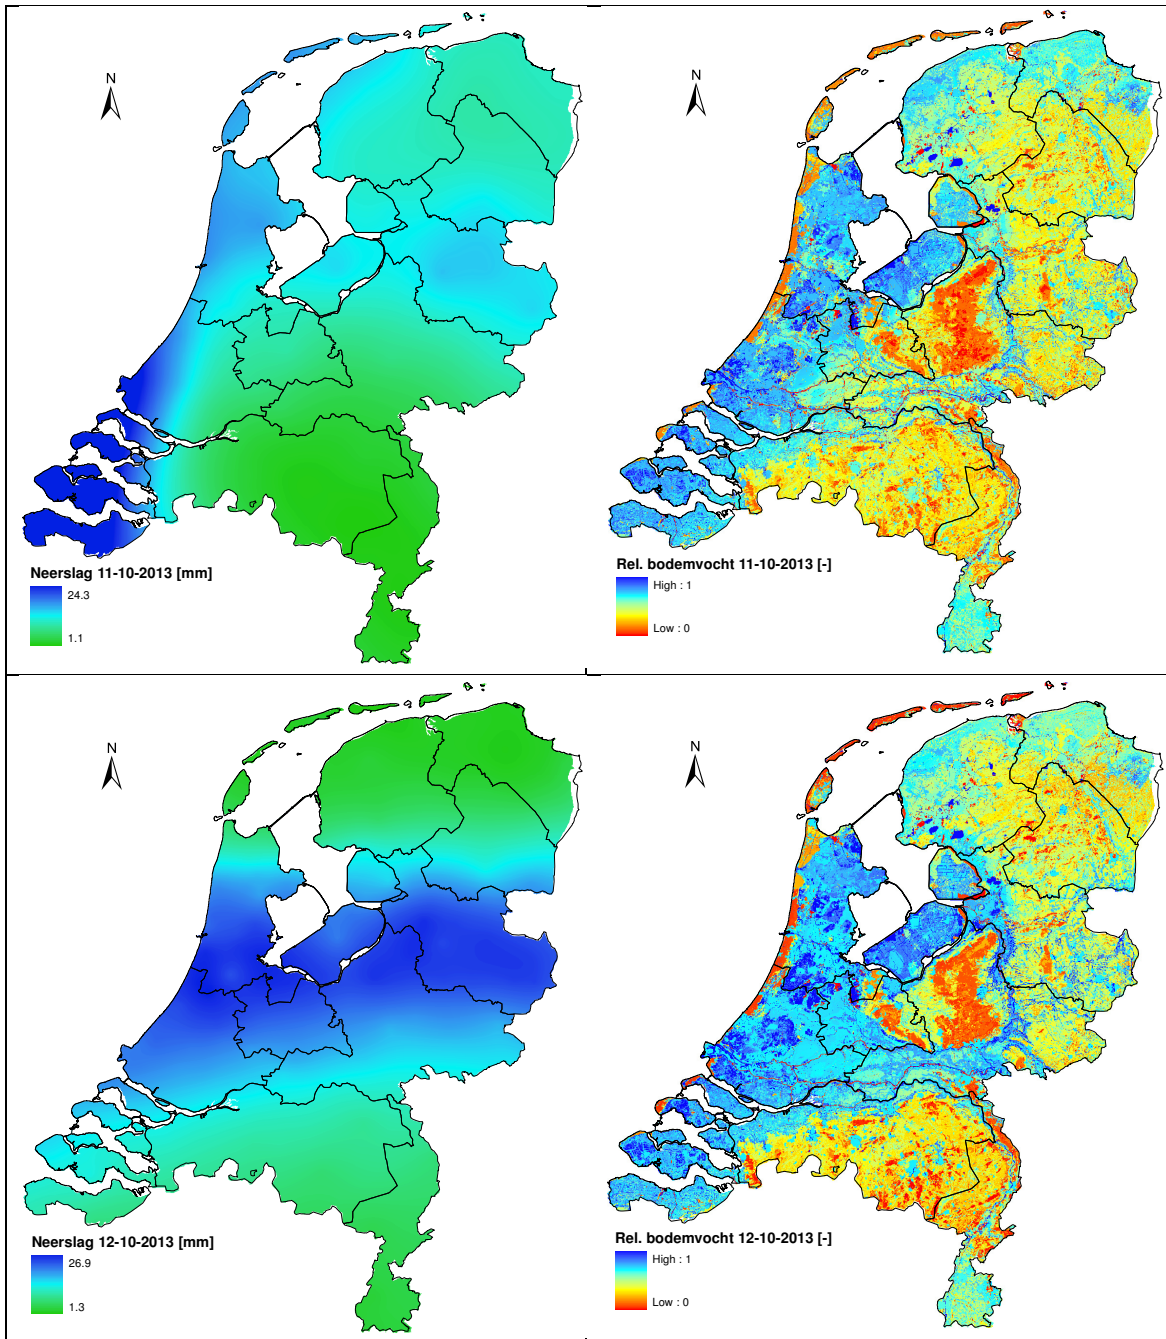 N
Neerslag 11-10-2013 [mm]
24.3
1.1
N
Rel. bodemvocht 11-10-2013 [-]
High : 1
Low : 0
N
Neerslag 12-10-2013 [mm]
26.9
1.3
N
Rel. bodemvocht 12-10-2013 [-]
High : 1
Low : 0